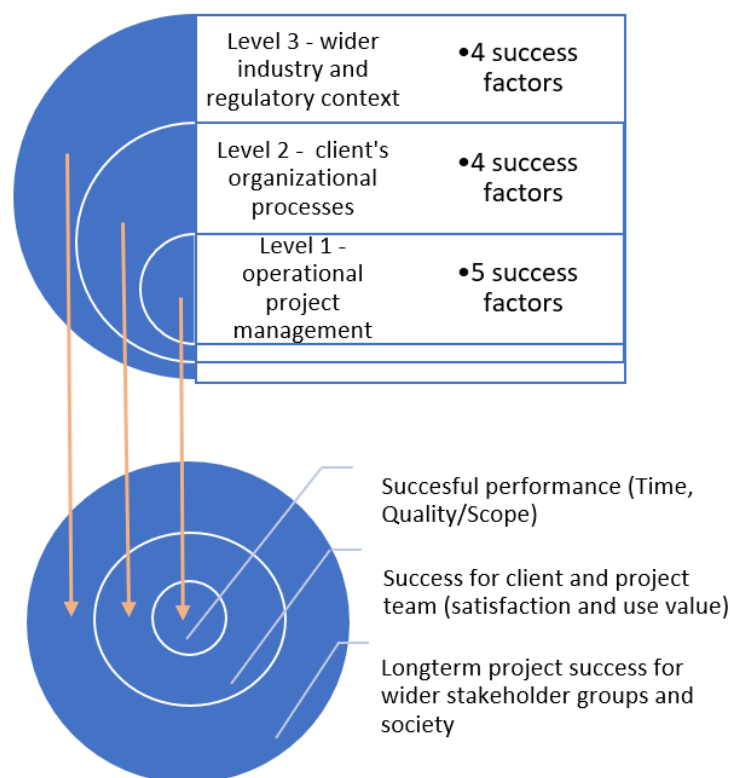 Level 3 - wider
industry and
regulatory context
•4 success
factors
Level 2 - client's
organizational
processes
•4 success
factors
Level 1 -
operational
project
management
•5 success
factors
Succesful performance (Time,
Quality/Scope)
Success for client and project
team (satisfaction and use value)
Longterm project success for
wider stakeholder groups and
society